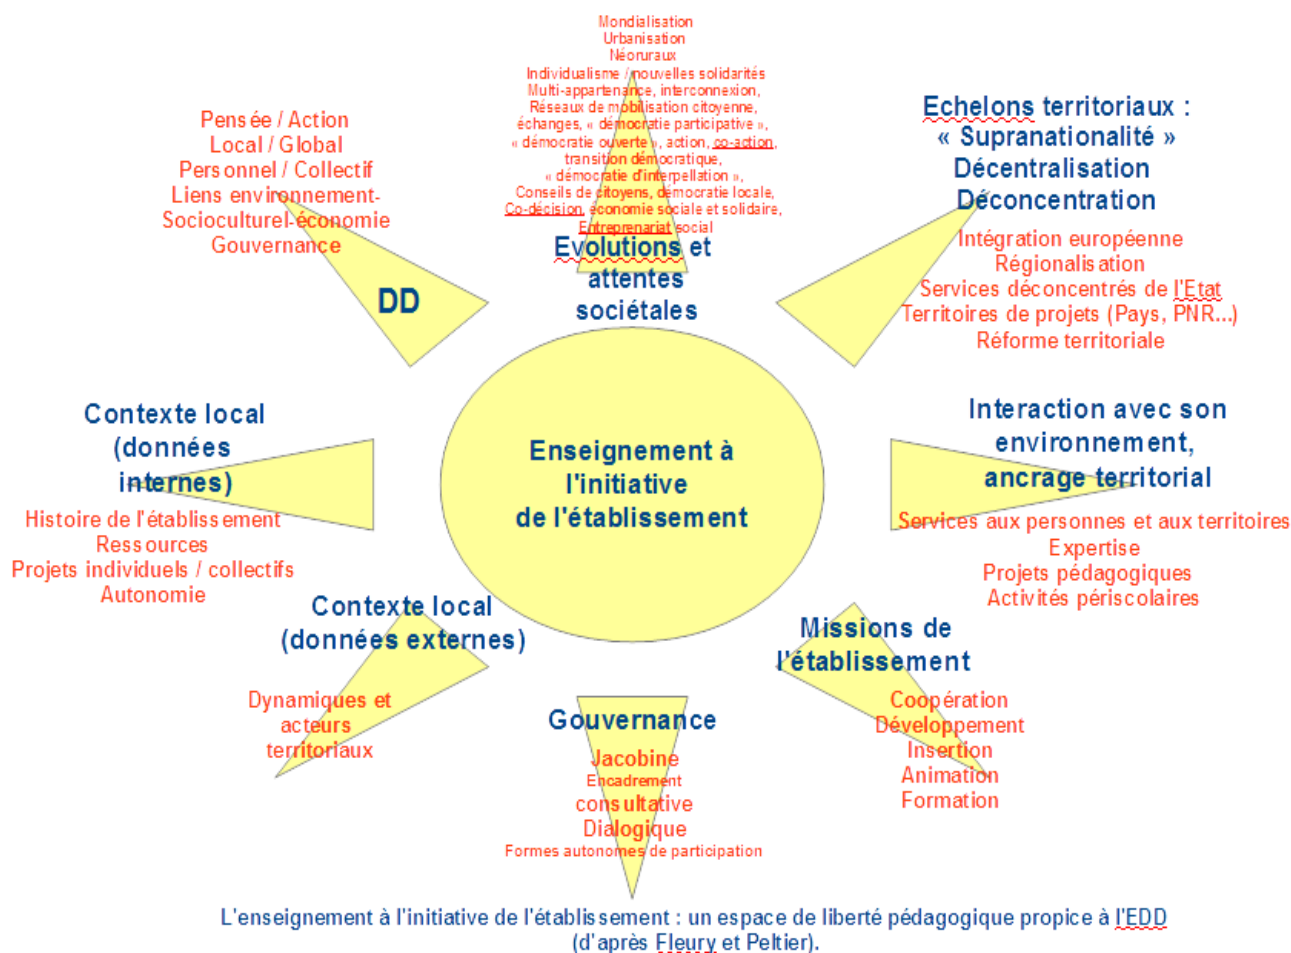 Mondialisation
Urbanisation
Néoruraux
Individualisme / nouvelles solidarités
Multi-appartenance, interconnexion,
Réseaux de mobilisation citoyenne,
échanges, « démocratie participative »,
« démocratie ouverte », action, co-action,
transition démocratique,
« démocratie d'interpellation »,
Conseils de citoyens, démocratie locale,
Co-décision, économie sociale et solidaire,
Entreprenariat social
Evolutions et
attentes
sociétales
Pensée / Action
Local / Global
Personnel / Collectif
Liens environnement-
Socioculturel-économie
Gouvernance
DD
Echelons territoriaux :
« Supranationalité »
Décentralisation
Déconcentration
Intégration européenne
Régionalisation
Services déconcentrés de l'Etat
Territoires de projets (Pays, PNR...)
Réforme territoriale
Contexte local
(données
internes)
Histoire de l'établissement
Ressources
Projets individuels / collectifs
Autonomie
Enseignement à
l'initiative
de l'établissement
Interaction avec son
environnement,
ancrage territorial
Services aux personnes et aux territoires
Expertise
Projets pédagogiques
Activités périscolaires
Contexte local
(données externes)
Dynamiques et
acteurs
territoriaux
Gouvernance
Jacobine
Encadrement
consultative
Dialogique
Formes autonomes de participation
Missions de
l'établissement
Coopération
Développement
Insertion
Animation
Formation
L'enseignement à l'initiative de l'établissement : un espace de liberté pédagogique propice à l'EDD
(d'après Fleury et Peltier).